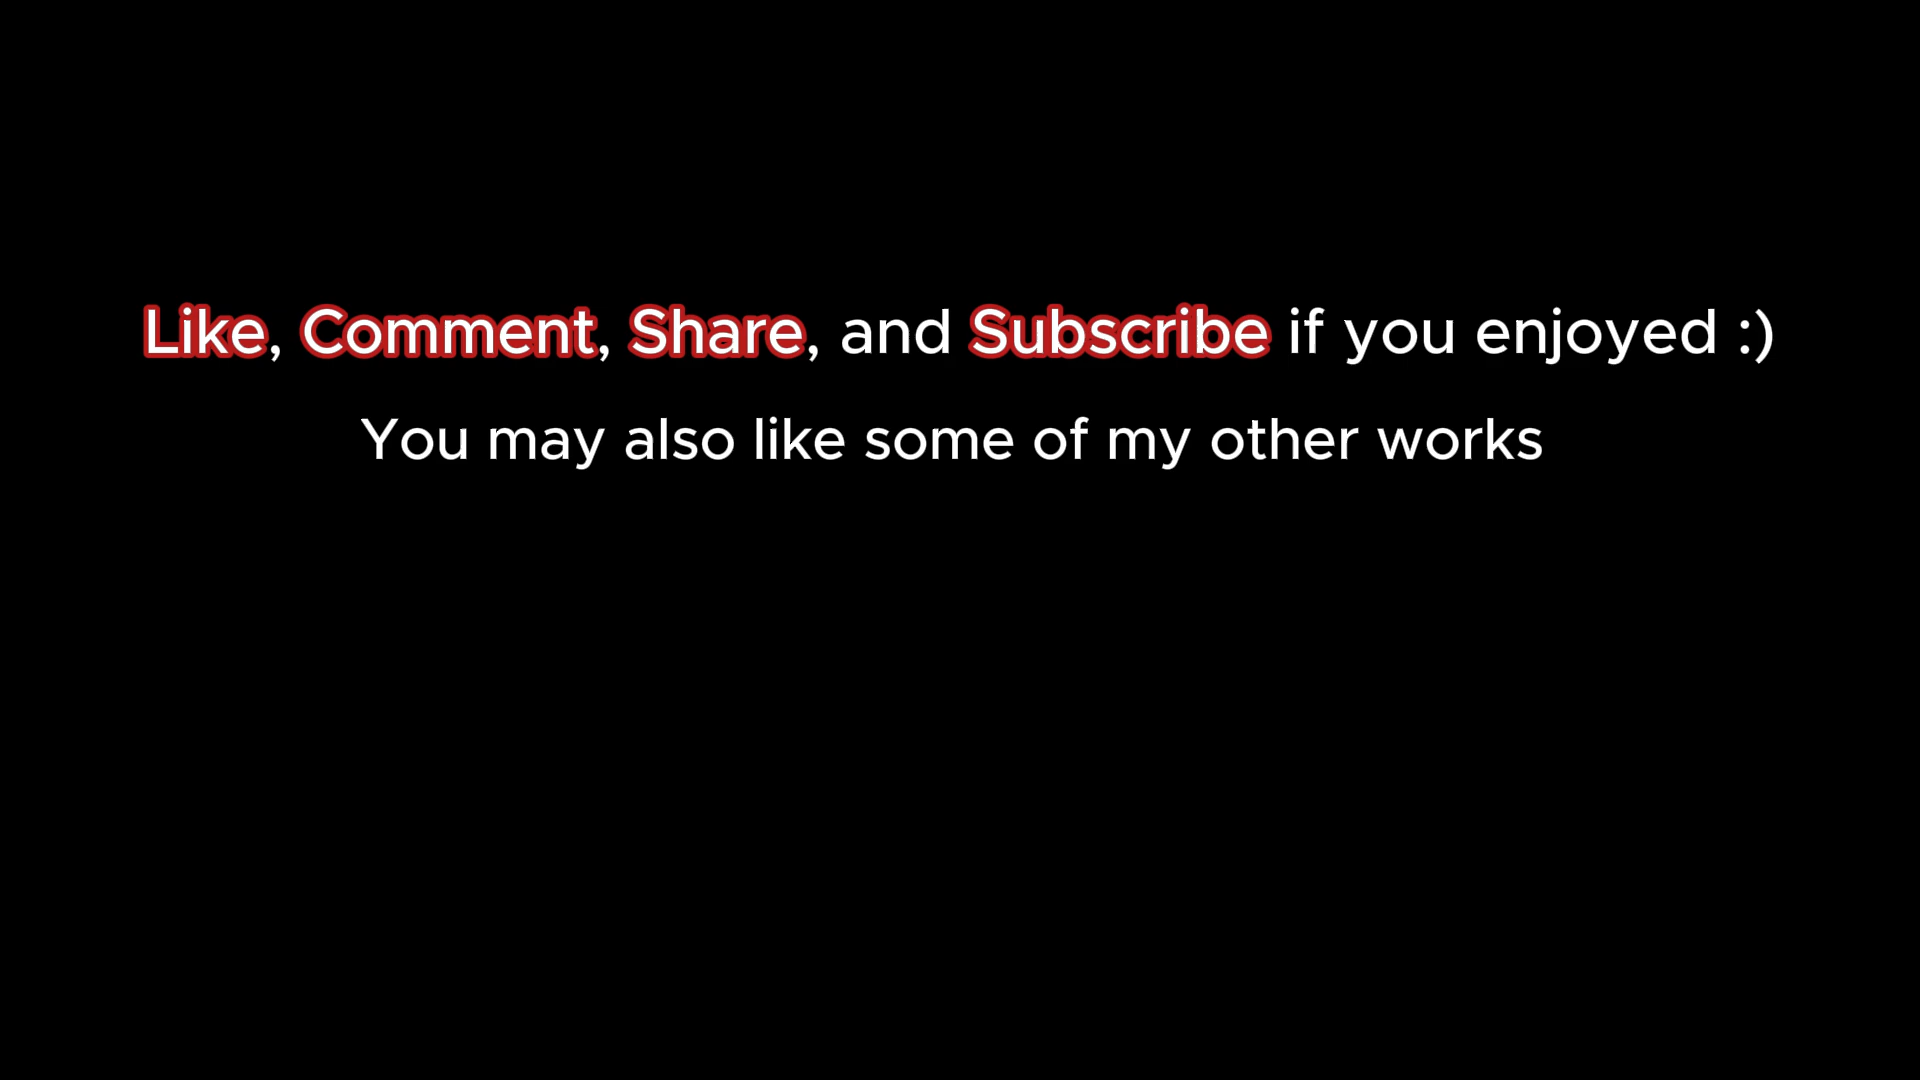 Like, Comment, Share, and Subscribe if you enjoyed :)
You may also like some of my other works